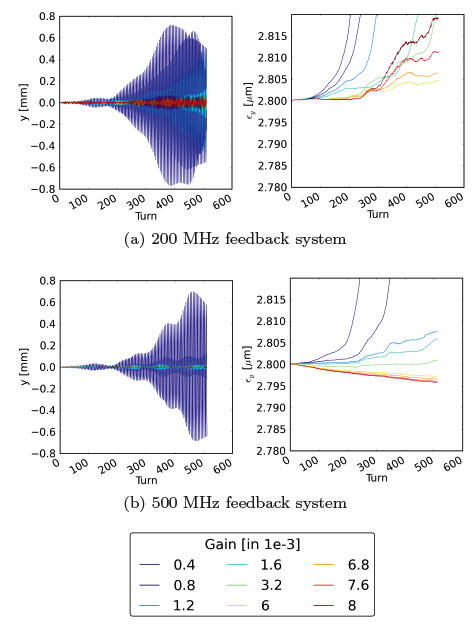 0.8
0.6
0.4
0.2
0.0
−0.2
−0.4
−0.6
−0.8
y [mm]
0 100 200 300 400 500 600
Turn
2.815
2.810
2.805
2.800
2.795
2.790
2.785
2.780
ϵy [μm]
0 100 200 300 400 500 600
Turn
(a) 200 MHz feedback system
0.8
0.6
0.4
0.2
0.0
−0.2
−0.4
−0.6
−0.8
y [mm]
0 100 200 300 400 500 600
Turn
2.815
2.810
2.805
2.800
2.795
2.790
2.785
2.780
ϵy [μm]
0 100 200 300 400 500 600
Turn
(b) 500 MHz feedback system
Gain [in 1e-3]
0.4 1.6 6.8
0.8 3.2 7.6
1.2 6 8